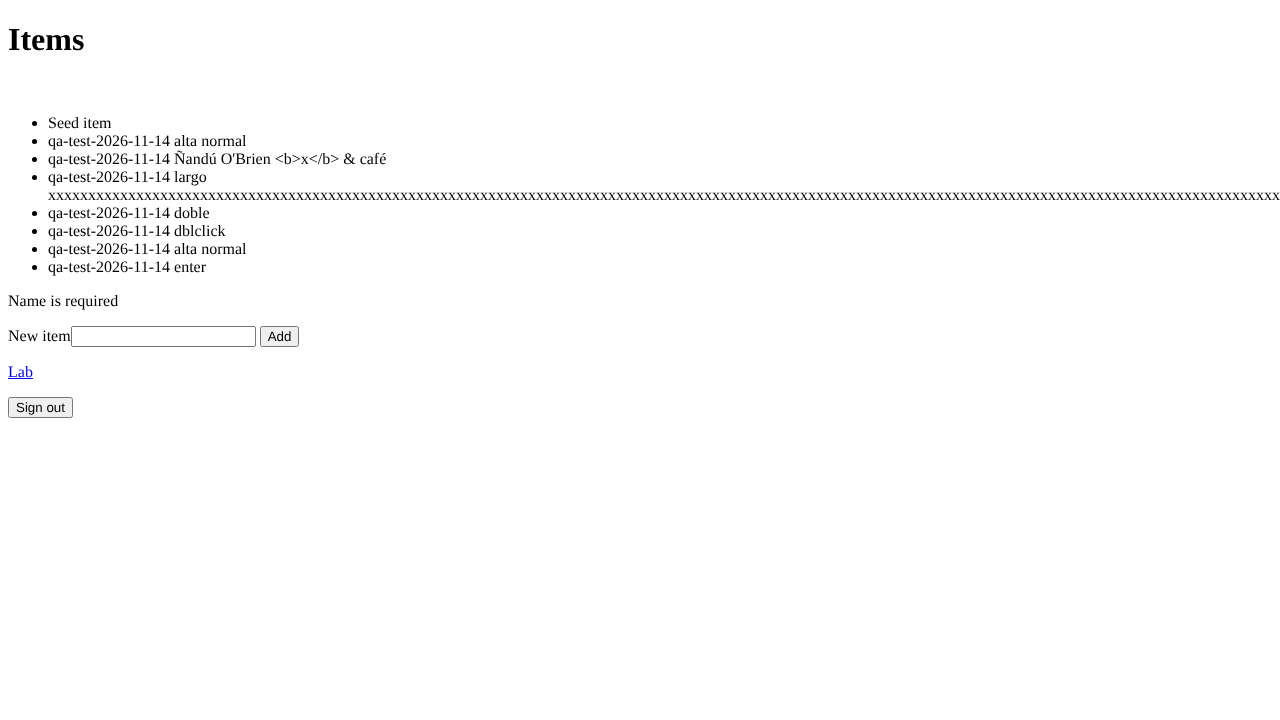 Items
Seed item
qa-test-2026-11-14 alta normal
qa-test-2026-11-14 Ñandú O'Brien <b>x</b> & café
qa-test-2026-11-14 largo
xxxxxxxxxxxxxxxxxxxxxxxxxxxxxxxxxxxxxxxxxxxxxxxxxxxxxxxxxxxxxxxxxxxxxxxxxxxxxxxxxxxxxxxxxxxxxxxxxxxxxxxxxxxxxxxxxxxxxxxxxxxxxxxxxxxxxxxxxxxxxxxxxxxxxx
qa-test-2026-11-14 doble
qa-test-2026-11-14 dblclick
qa-test-2026-11-14 alta normal
qa-test-2026-11-14 enter
Name is required
New item Add
Lab
Sign out